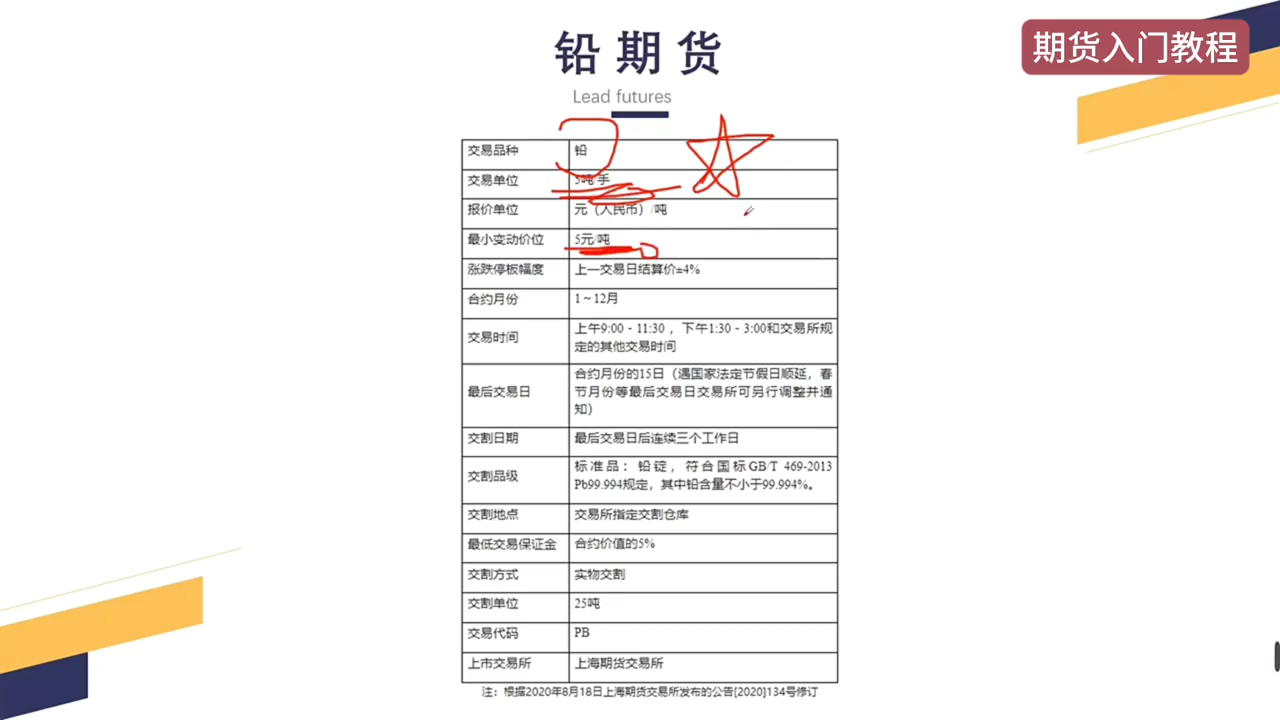 铅期货
期货入门教程
Lead futures
交易品种 铅
交易单位 5吨/手
报价单位 元（人民币）/吨
最小变动价位 5元/吨
涨跌停板幅度 上一交易日结算价±4%
合约月份 1～12月
交易时间 上午9:00－11:30 ，下午1:30－3:00和交易所规
定的其他交易时间
最后交易日 合约月份的15日（遇国家法定节假日顺延，春
节月份等最后交易日交易所可另行调整并通
知）
交割日期 最后交易日后连续三个工作日
交割品级 标准品：铅锭，符合国标GB/T 469-2013
Pb99.994规定，其中铅含量不小于99.994%。
交割地点 交易所指定交割仓库
最低交易保证金 合约价值的5%
交割方式 实物交割
交割单位 25吨
交易代码 PB
上市交易所 上海期货交易所
注：根据2020年8月18日上海期货交易所发布的公告[2020]134号修订